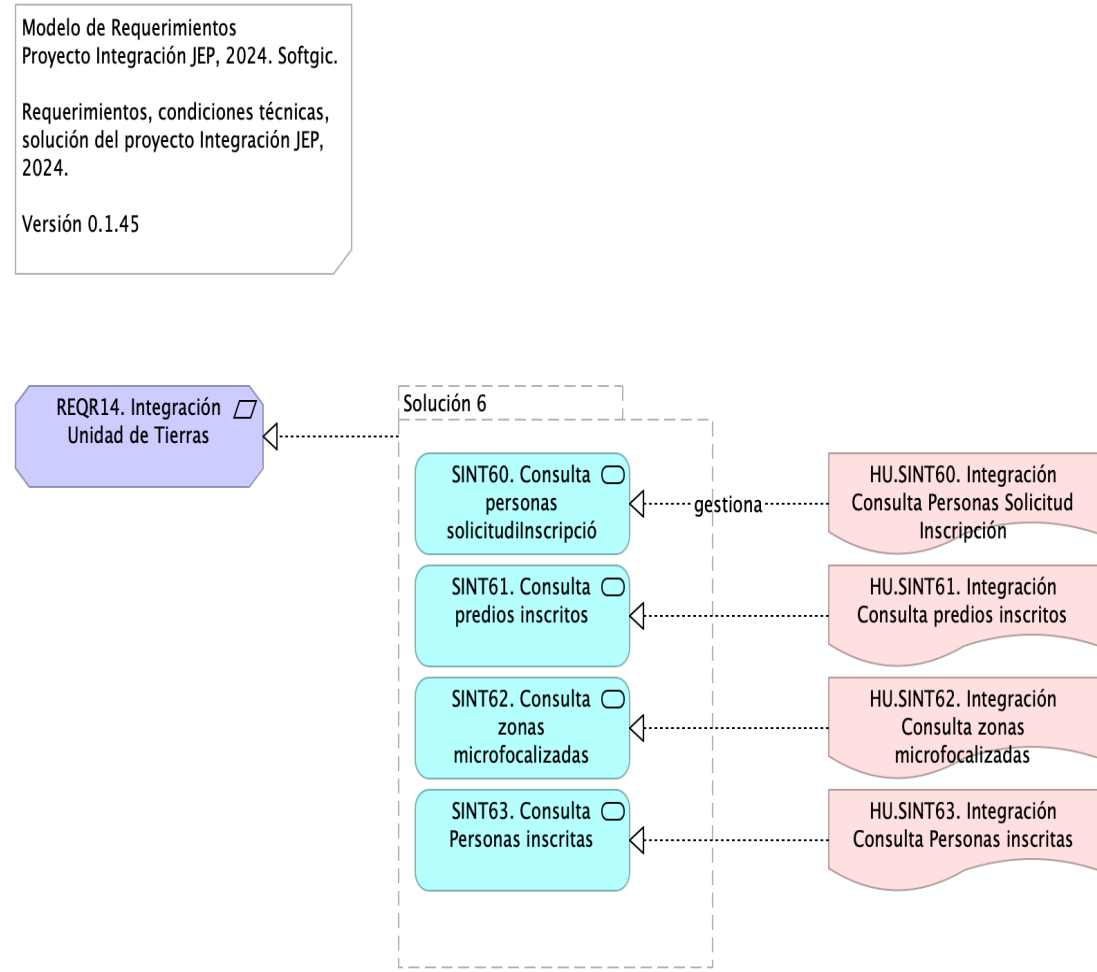 Modelo de Requerimientos
Proyecto Integración JEP, 2024. Softgic.
Requerimientos, condiciones técnicas,
solución del proyecto Integración JEP,
2024.
Versión 0.1.45
REQR14. Integración
Unidad de Tierras
Solución 6
SINT60. Consulta
personas
solicitudInscripció
gestiona
HU.SINT60. Integración
Consulta Personas Solicitud
Inscripción
SINT61. Consulta
predios inscritos
HU.SINT61. Integración
Consulta predios inscritos
SINT62. Consulta
zonas
microfocalizadas
HU.SINT62. Integración
Consulta zonas
microfocalizadas
SINT63. Consulta
Personas inscritas
HU.SINT63. Integración
Consulta Personas inscritas